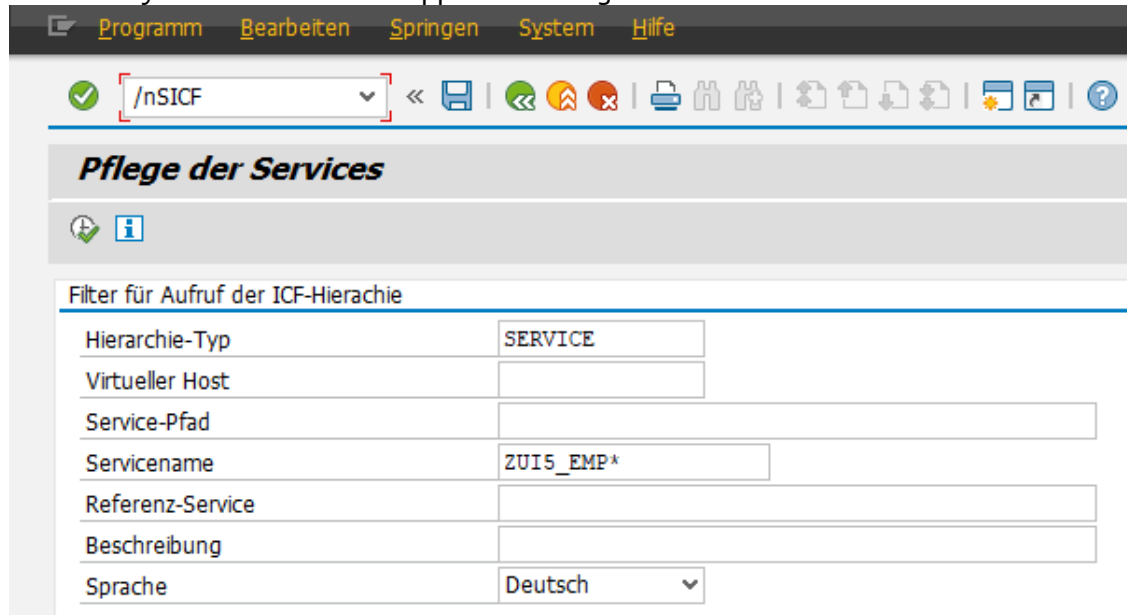 Programm Bearbeiten Springen System Hilfe
/nSICF
Pflege der Services
Filter für Aufruf der ICF-Hierachie
Hierarchie-Typ SERVICE
Virtueller Host
Service-Pfad
Servicename ZUI5_EMP*
Referenz-Service
Beschreibung
Sprache Deutsch